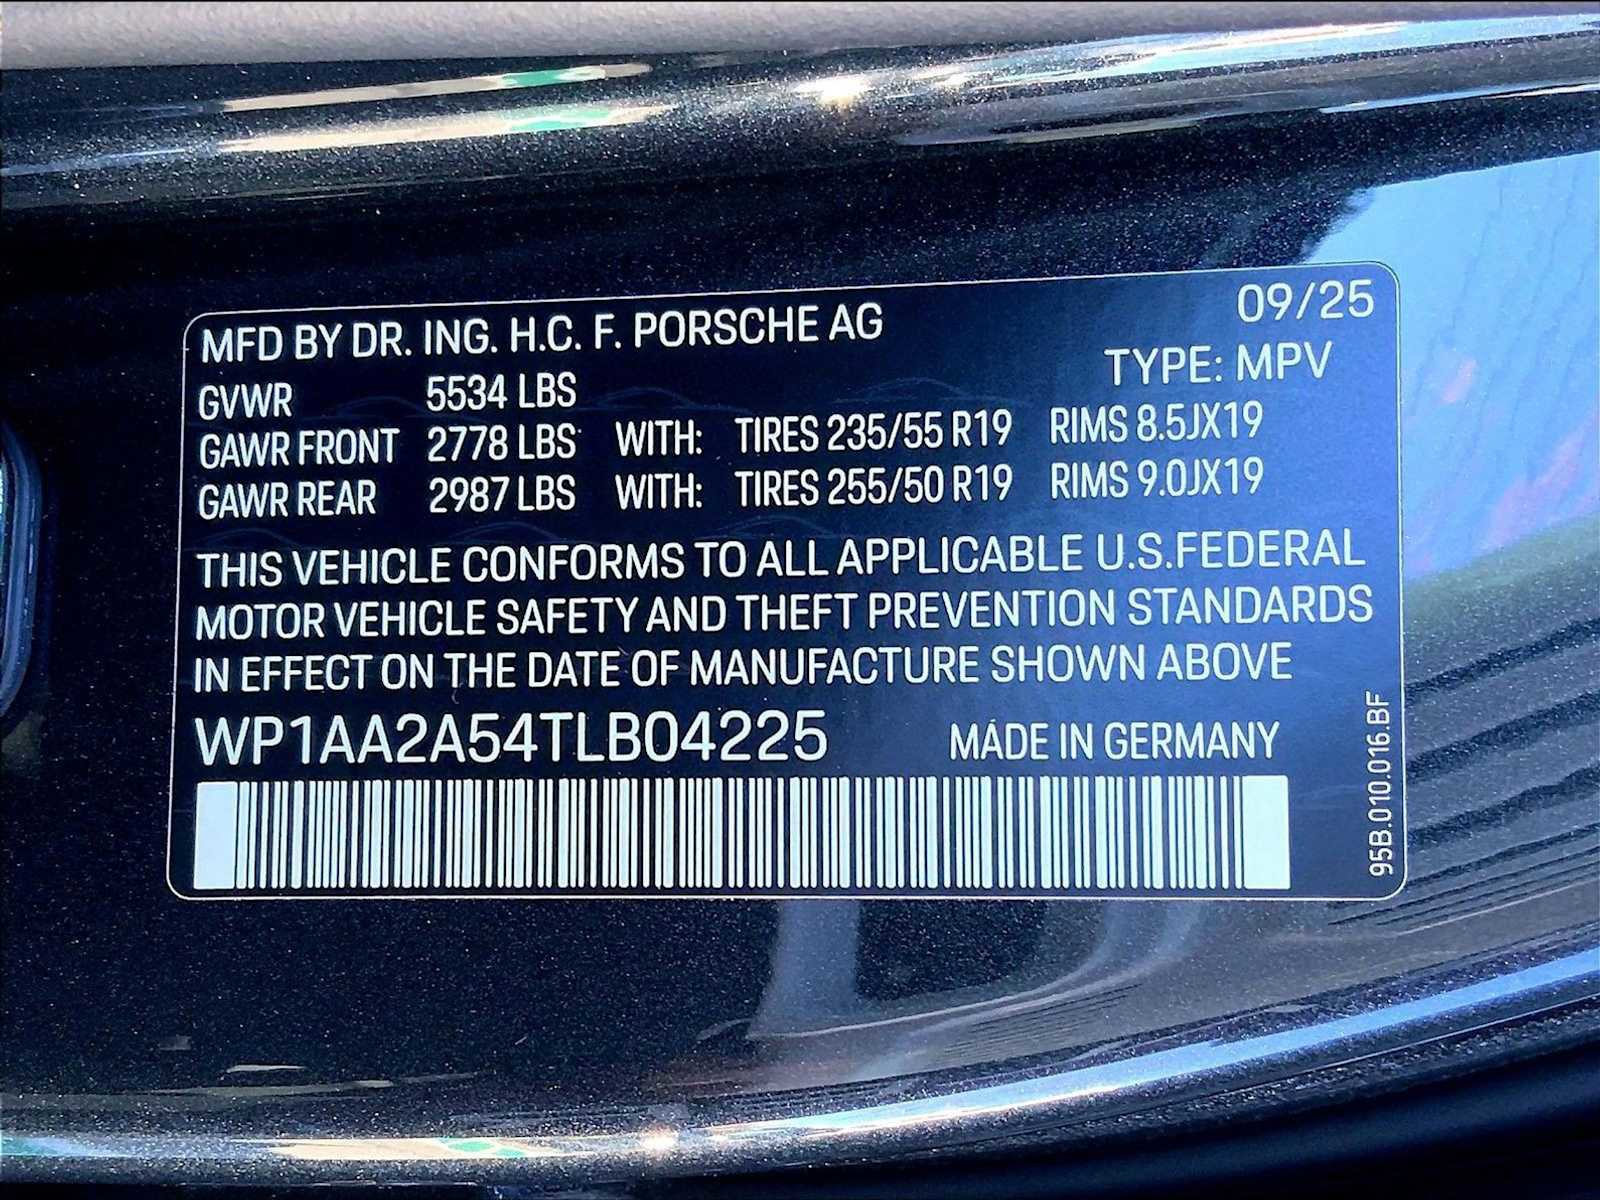 MFD BY DR. ING. H.C. F. PORSCHE AG 09/25
TYPE: MPV
GVWR 5534 LBS
GAWR FRONT 2778 LBS WITH: TIRES 235/55 R19 RIMS 8.5JX19
GAWR REAR 2987 LBS WITH: TIRES 255/50 R19 RIMS 9.0JX19
THIS VEHICLE CONFORMS TO ALL APPLICABLE U.S.FEDERAL
MOTOR VEHICLE SAFETY AND THEFT PREVENTION STANDARDS
IN EFFECT ON THE DATE OF MANUFACTURE SHOWN ABOVE
WP1AA2A54TLB04225 MADE IN GERMANY
95B.010.016.BF